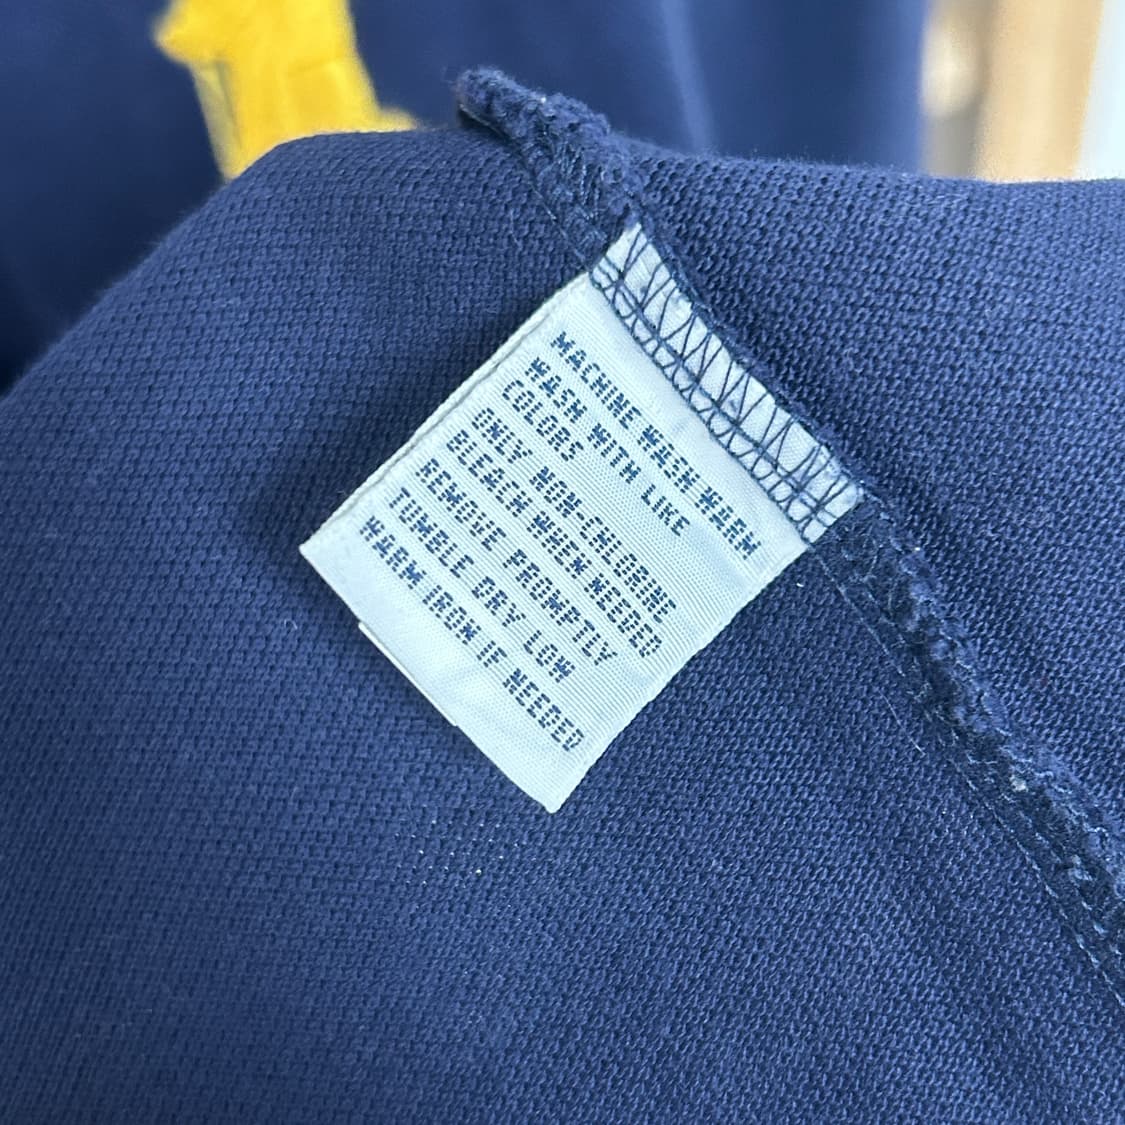 MACHINE WASH WARM
WASH WITH LIKE
COLORS
ONLY NON-CHLORINE
BLEACH WHEN NEEDED
REMOVE PROMPTLY
TUMBLE DRY LOW
WARM IRON IF NEEDED